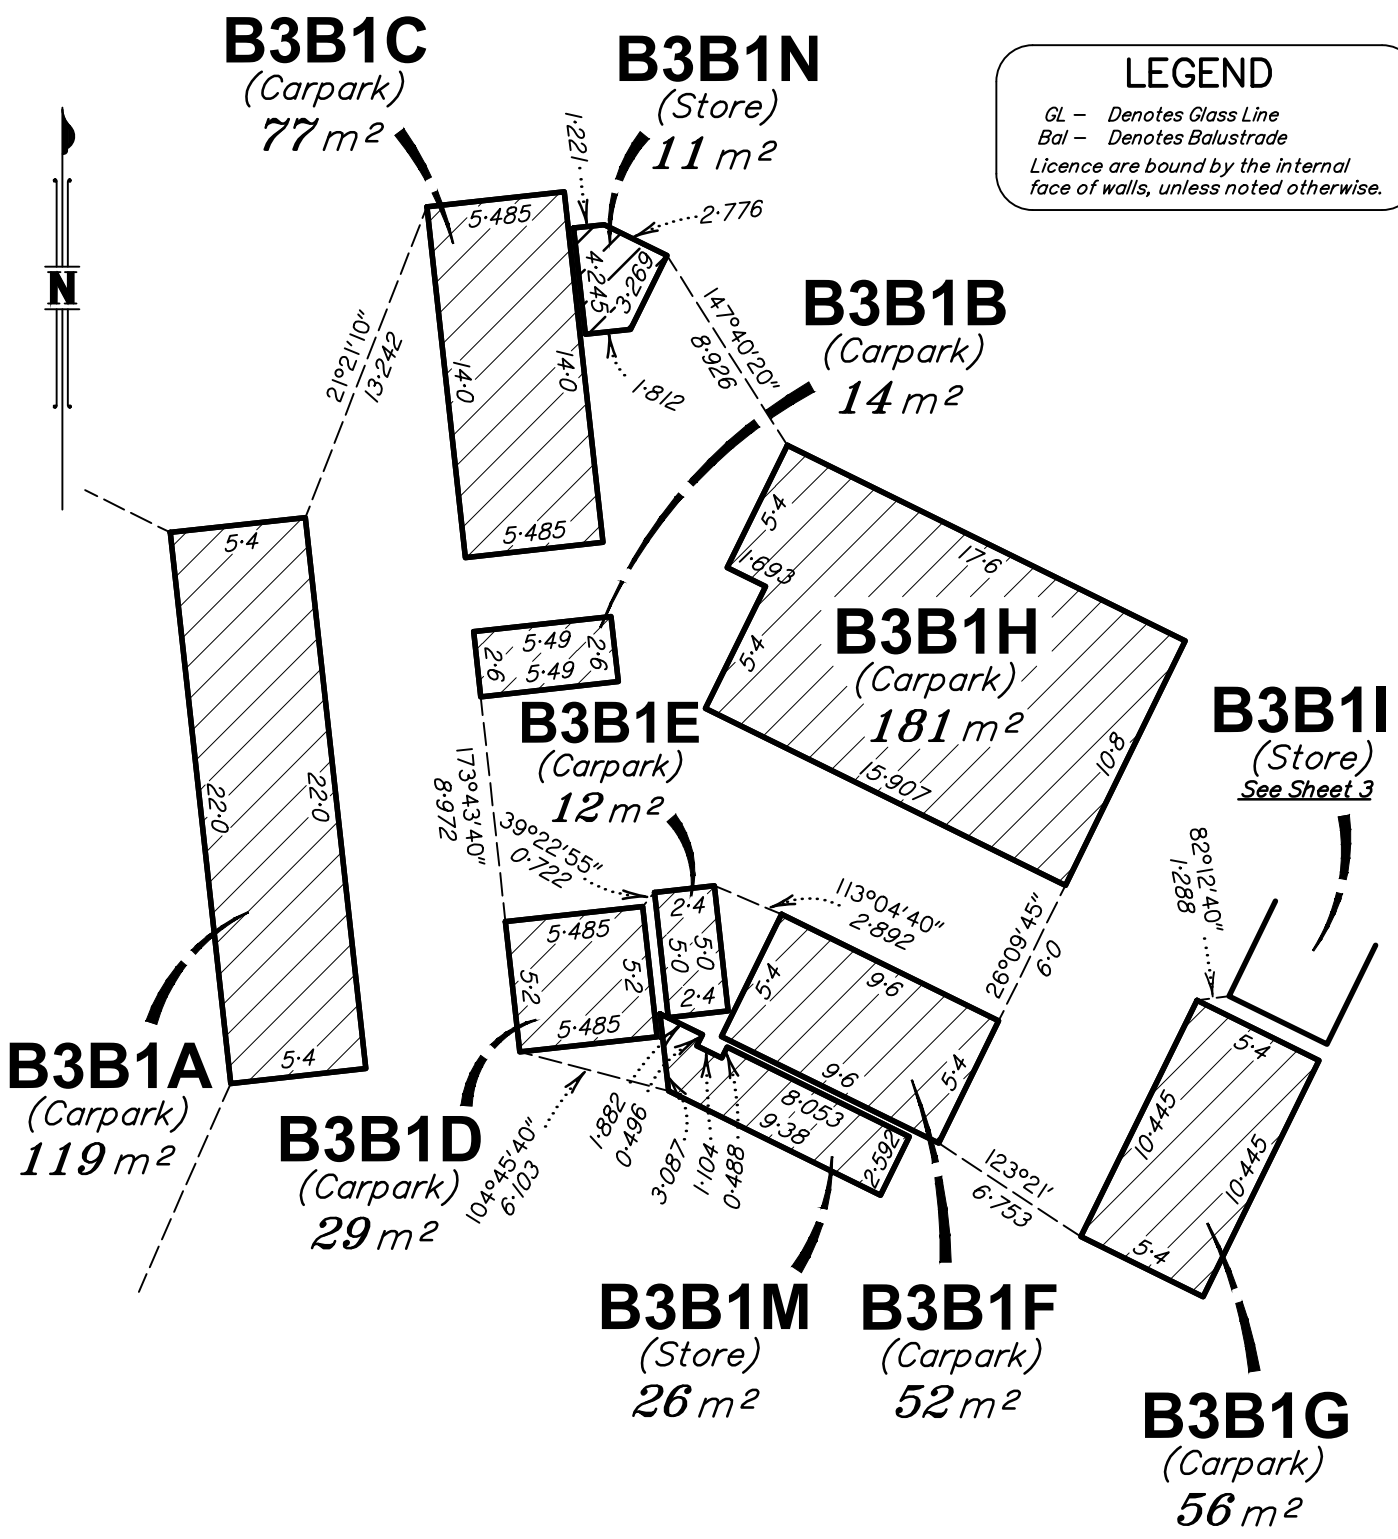 B3B1C
(Carpark)
77 m²
B3B1N
(Store)
11 m²
LEGEND
GL – Denotes Glass Line
Bal – Denotes Balustrade
Licence are bound by the internal
face of walls, unless noted otherwise.
N
1·221
2·776
5·485
4·245
3·269
1·812
14·0
14·0
5·485
21°21'10"
13·242
147°40'20"
8·926
B3B1B
(Carpark)
14 m²
5·4
22·0
22·0
5·4
5·49
2·6
2·6
5·49
5·4
1·693
17·6
5·4
B3B1H
(Carpark)
181 m²
10·8
15·907
B3B1I
(Store)
See Sheet 3
B3B1E
(Carpark)
12 m²
173°43'40"
8·972
39°22'55"
0·722
113°04'40"
2·892
82°12'40"
1·288
26°09'45"
6·0
2·4
5·0
5·0
2·4
5·485
5·2
5·2
5·485
5·4
9·6
9·6
5·4
5·4
10·445
10·445
5·4
B3B1A
(Carpark)
119 m²
B3B1D
(Carpark)
29 m²
104°45'40"
6·103
1·882
0·496
3·087
1·104
0·488
8·053
9·38
2·592
123°21'
6·753
B3B1M
(Store)
26 m²
B3B1F
(Carpark)
52 m²
B3B1G
(Carpark)
56 m²